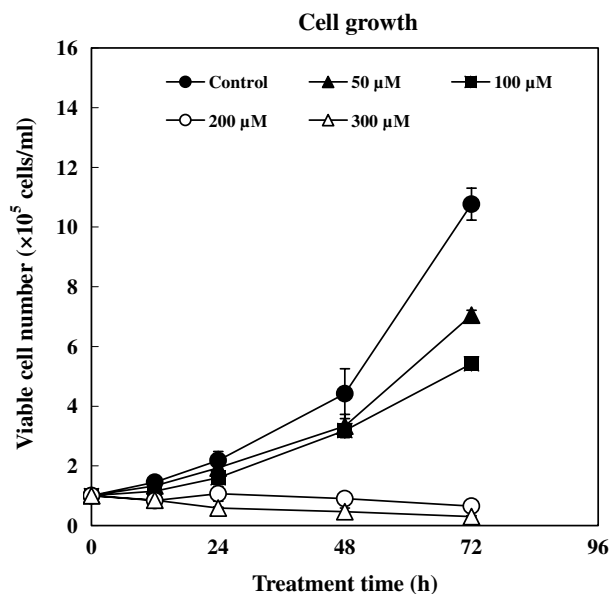 Cell growth
16
14
12
10
8
6
4
2
0
Control 50 µM 100 µM
200 µM 300 µM
Viable cell number (×10⁵ cells/ml)
0 24 48 72 96
Treatment time (h)